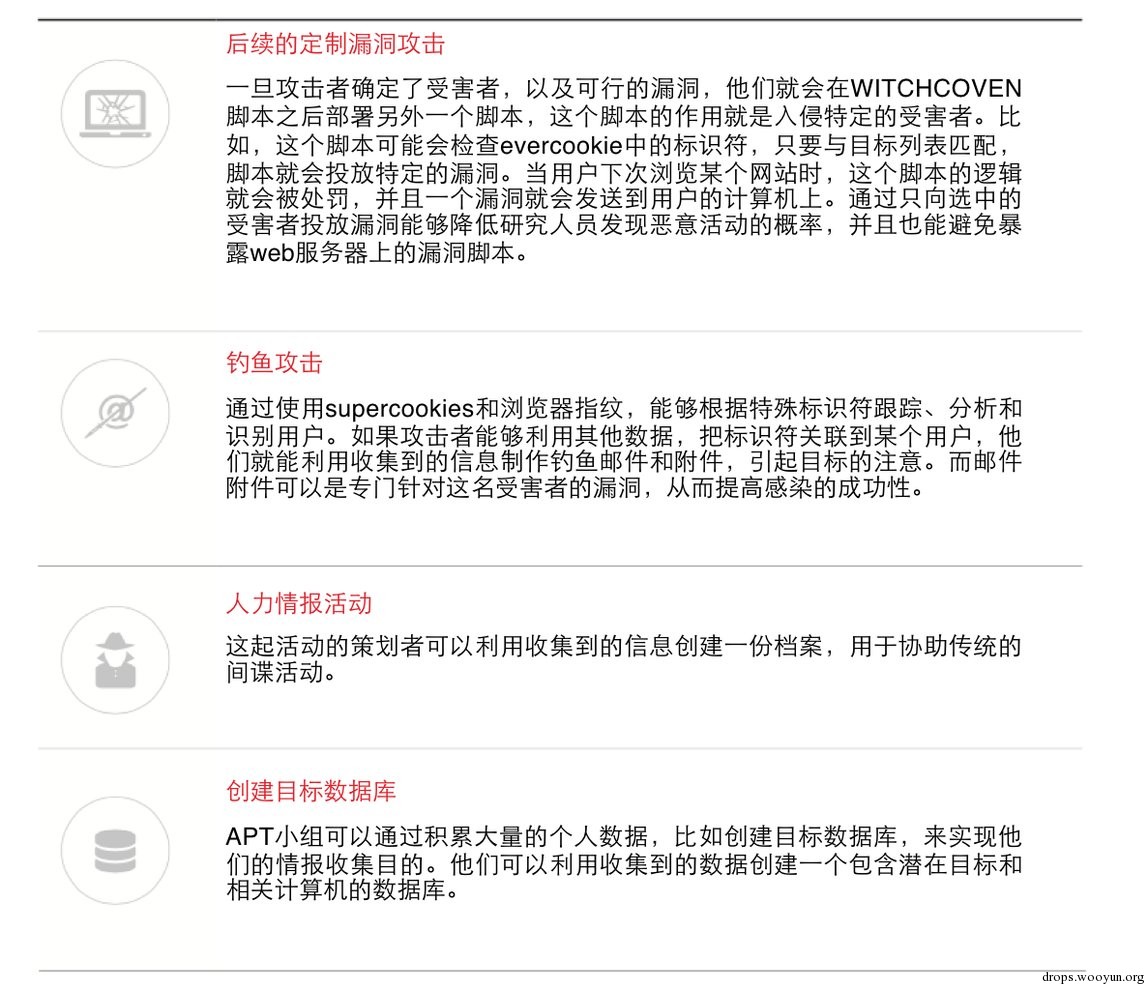 后续的定制漏洞攻击
一旦攻击者确定了受害者，以及可行的漏洞，他们就会在WITCHCOVEN
脚本之后部署另外一个脚本，这个脚本的作用就是入侵特定的受害者。比
如，这个脚本可能会检查evercookie中的标识符，只要与目标列表匹配，
脚本就会投放特定的漏洞。当用户下次浏览某个网站时，这个脚本的逻辑
就会被处罚，并且一个漏洞就会发送到用户的计算机上。通过只向选中的
受害者投放漏洞能够降低研究人员发现恶意活动的概率，并且也能避免暴
露web服务器上的漏洞脚本。
钓鱼攻击
通过使用supercookies和浏览器指纹，能够根据特殊标识符跟踪、分析和
识别用户。如果攻击者能够利用其他数据，把标识符关联到某个用户，他
们就能利用收集到的信息制作钓鱼邮件和附件，引起目标的注意。而邮件
附件可以是专门针对这名受害者的漏洞，从而提高感染的成功性。
人力情报活动
这起活动的策划者可以利用收集到的信息创建一份档案，用于协助传统的
间谍活动。
创建目标数据库
APT小组可以通过积累大量的个人数据，比如创建目标数据库，来实现他
们的情报收集目的。他们可以利用收集到的数据创建一个包含潜在目标和
相关计算机的数据库。
drops.wooyun.org